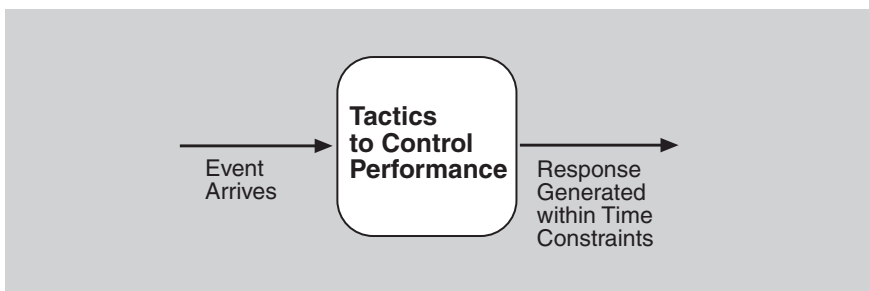 Event
Arrives
Tactics
to Control
Performance
Response
Generated
within Time
Constraints